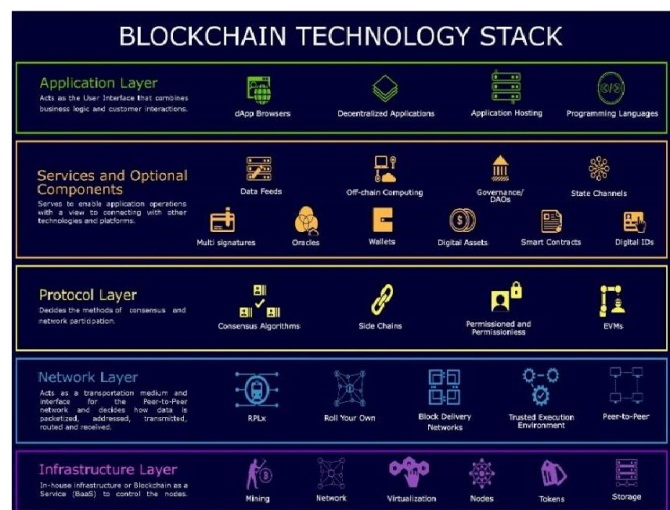 BLOCKCHAIN TECHNOLOGY STACK
Application Layer
Acts as the User Interface that combines
business logic and customer interactions.
dApp Browsers
Decentralized Applications
Application Hosting
Programming Languages
Services and Optional
Components
Serves to enable application operations
with a view to connecting with other
technologies and platforms.
Data Feeds
Off-chain Computing
Governance/
DAOs
State Channels
Multi signatures
Oracles
Wallets
Digital Assets
Smart Contracts
Digital IDs
Protocol Layer
Decides the methods of consensus and
network participation.
Consensus Algorithms
Side Chains
Permissioned and
Permissionless
EVMs
Network Layer
Acts as a transportation medium and
interface for the Peer-to-Peer
network and decides how data is
packetized, addressed, transmitted,
routed and received.
RPLx
Roll Your Own
Block Delivery
Networks
Trusted Execution
Environment
Peer-to-Peer
Infrastructure Layer
In-house infrastructure or Blockchain as a
Service (BaaS) to control the nodes.
Mining
Network
Virtualization
Nodes
Tokens
Storage